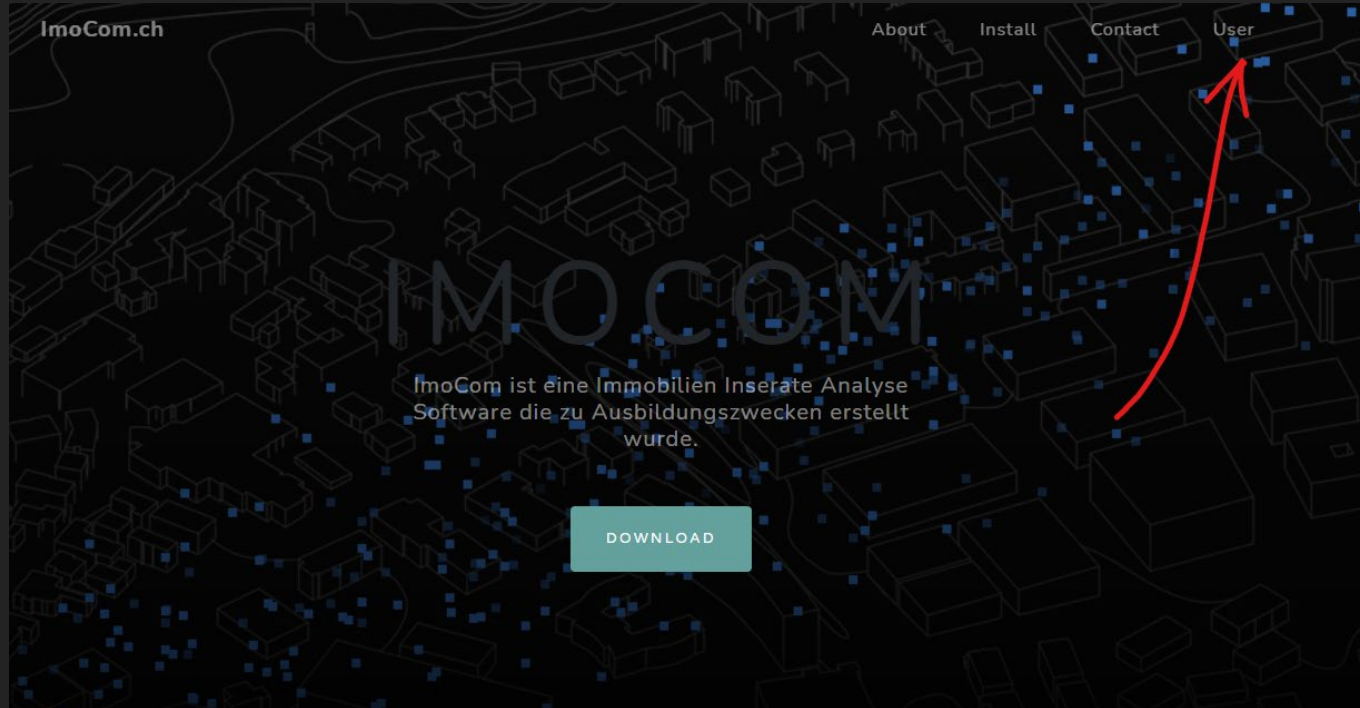 ImoCom.ch
About Install Contact User
IMOCOM
ImoCom ist eine Immobilien Inserate Analyse
Software die zu Ausbildungszwecken erstellt
wurde.
DOWNLOAD